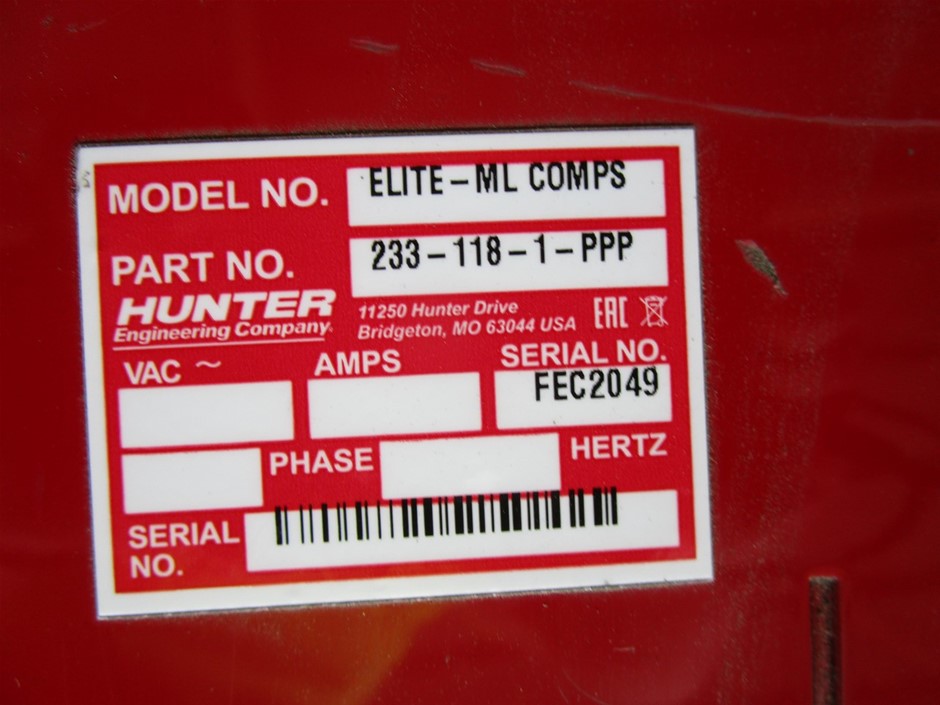 MODEL NO. ELITE-ML COMPS
PART NO. 233-118-1-PPP
HUNTER
Engineering Company
11250 Hunter Drive
Bridgeton, MO 63044 USA
EAC
VAC ~
AMPS
SERIAL NO.
FEC2049
PHASE
HERTZ
SERIAL
NO.